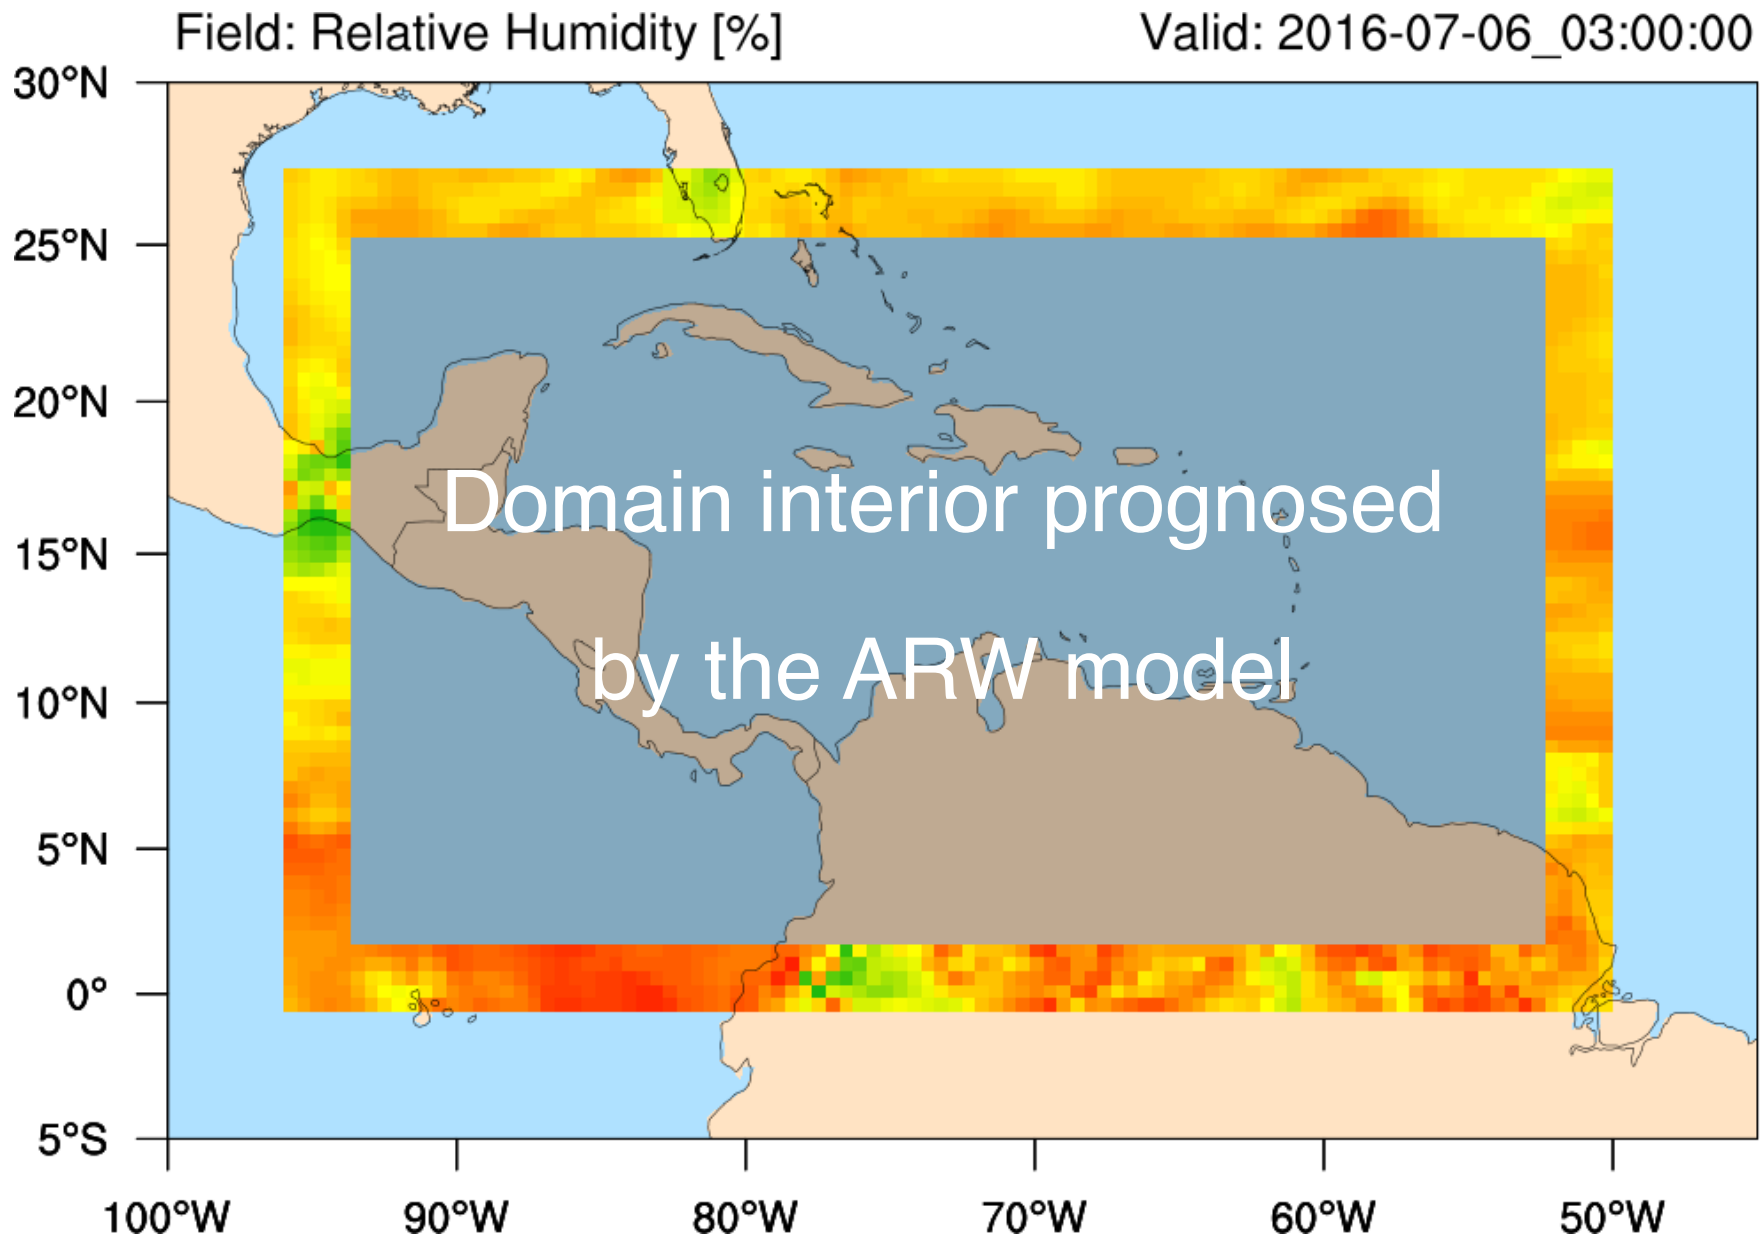 Field: Relative Humidity [%] Valid: 2016-07-06_03:00:00
30°N
25°N
20°N
15°N
10°N
5°N
0°
5°S
Domain interior prognosed
by the ARW model
100°W 90°W 80°W 70°W 60°W 50°W